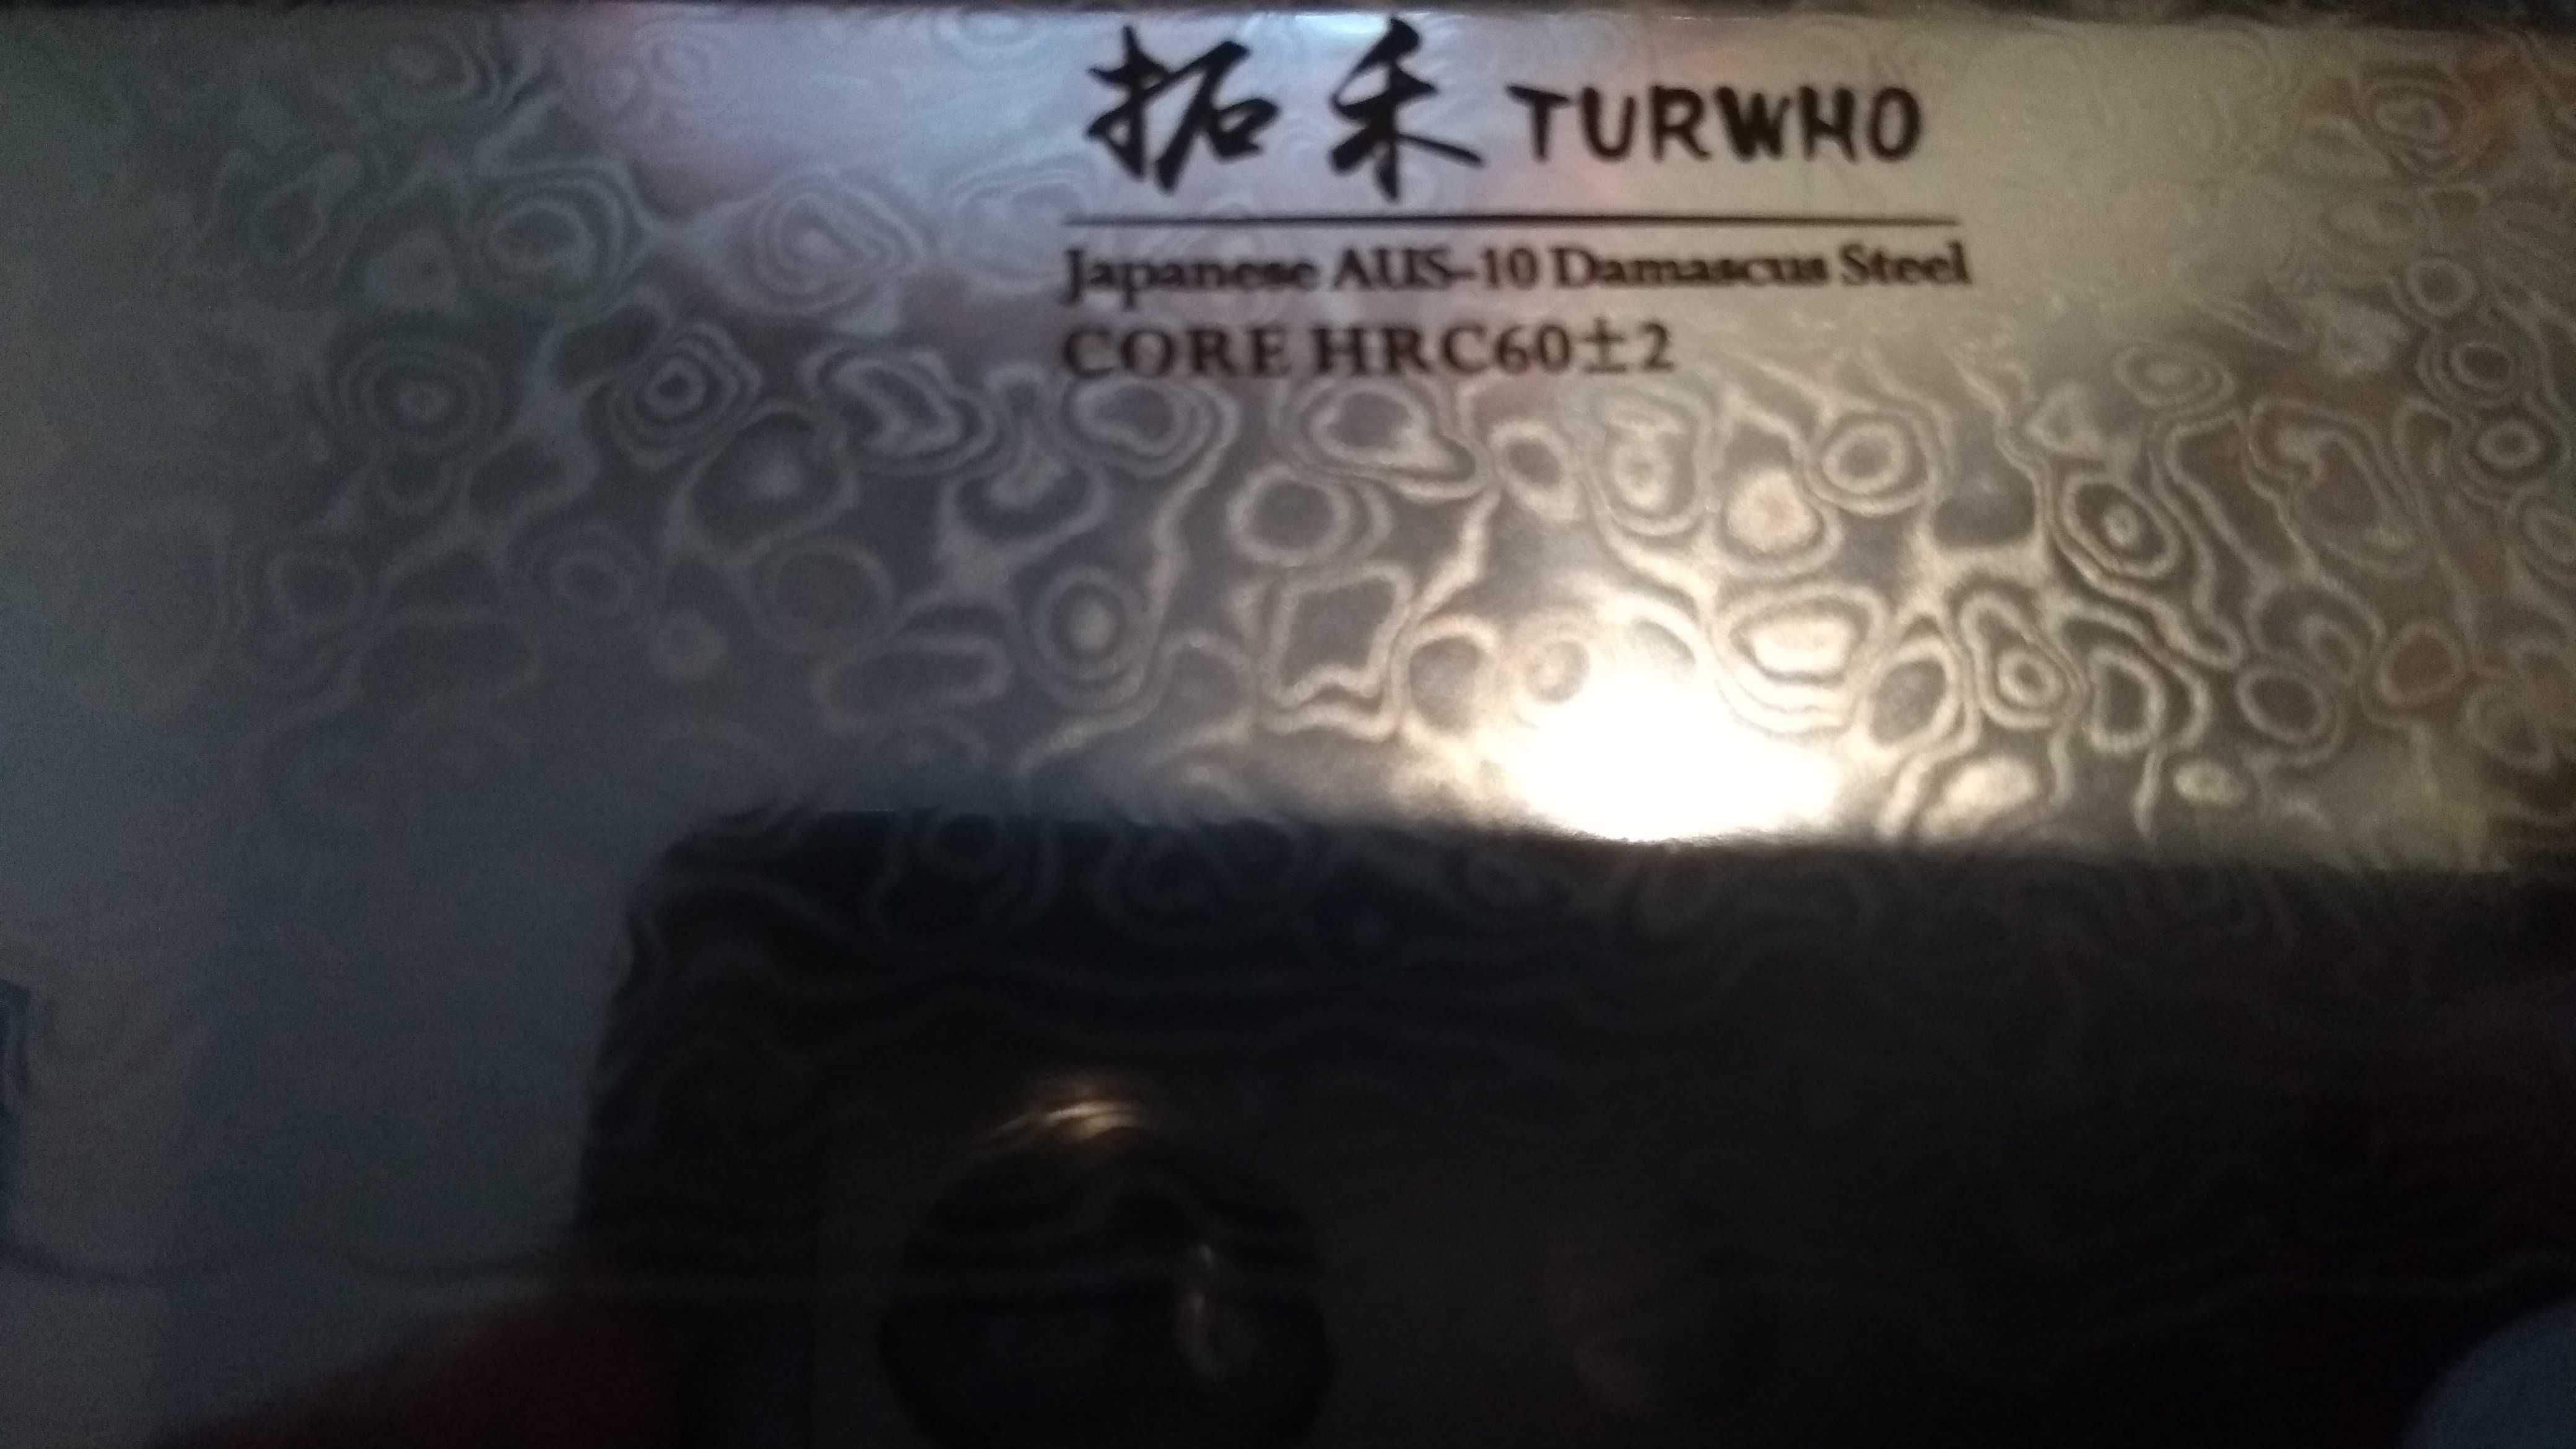 拓禾 TURWHO
Japanese AUS-10 Damascus Steel
CORE HRC60±2